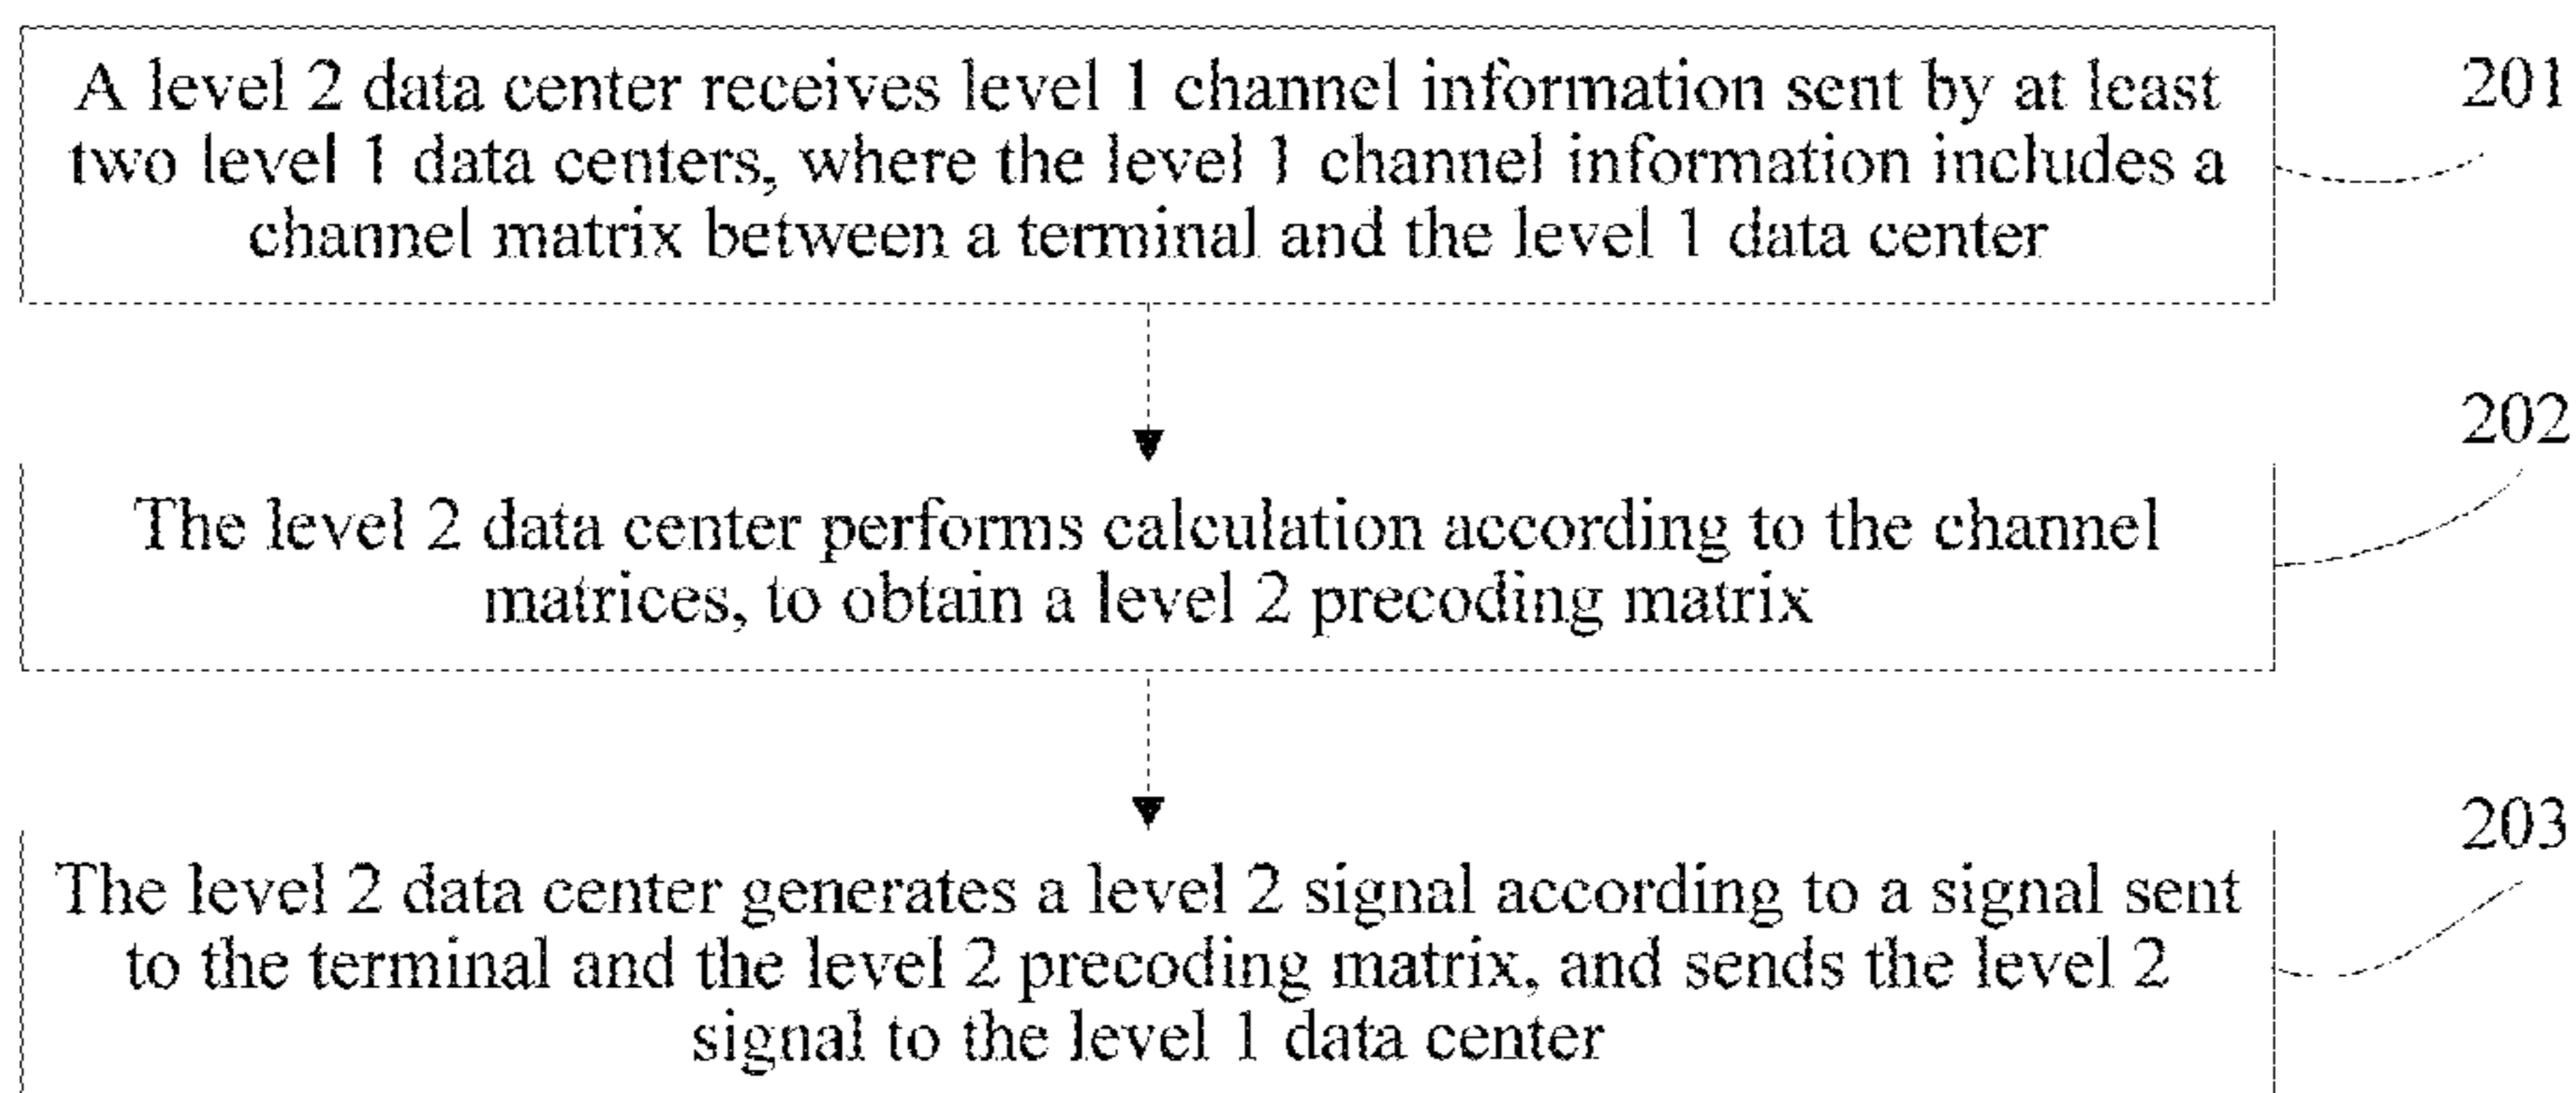 A level 2 data center receives level 1 channel information sent by at least
201
two level 1 data centers, where the level 1 channel information includes a
channel matrix between a terminal and the level 1 data center
202
The level 2 data center performs calculation according to the channel
matrices, to obtain a level 2 precoding matrix
203
The level 2 data center generates a level 2 signal according to a signal sent
to the terminal and the level 2 precoding matrix, and sends the level 2
signal to the level 1 data center